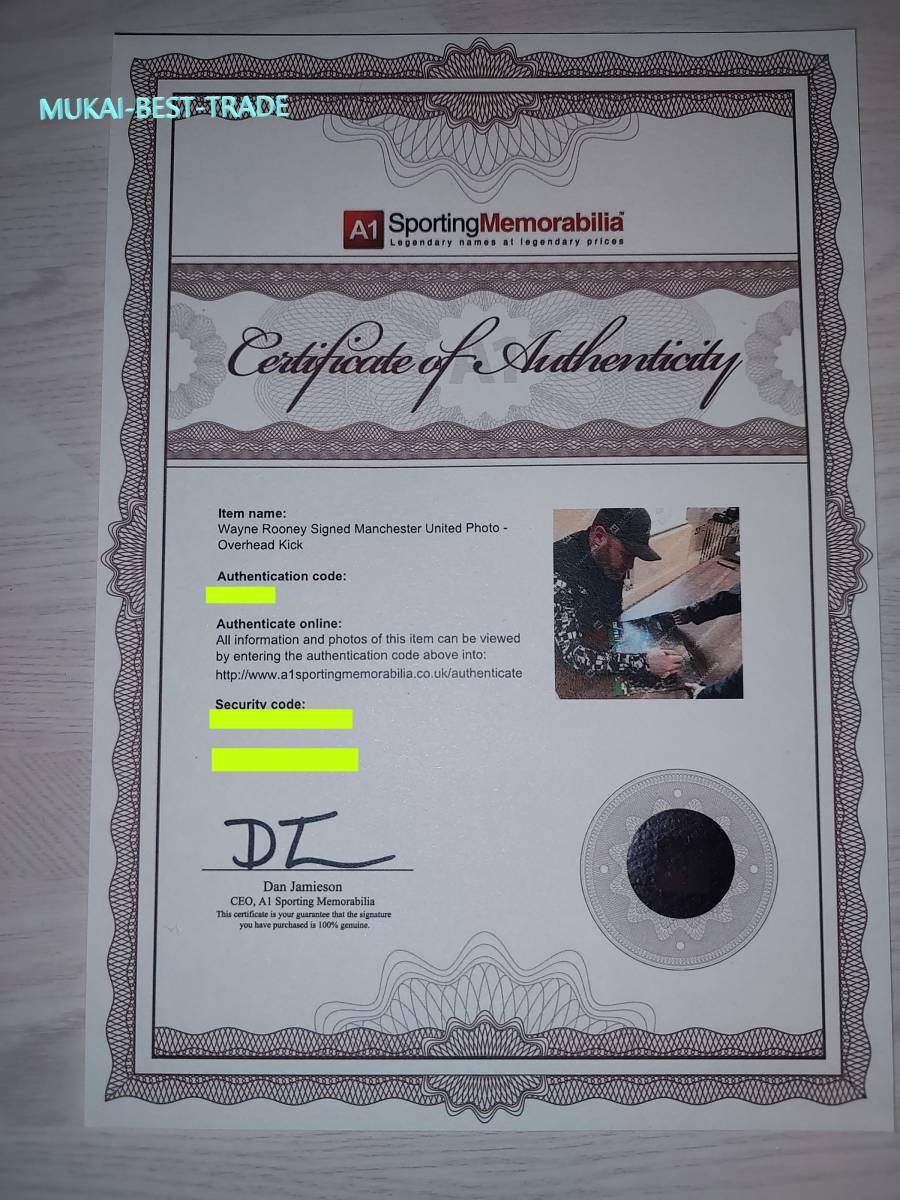 MUKAI-BEST-TRADE
A1 SportingMemorabilia™
Legendary names at legendary prices
Certificate of Authenticity
Item name:
Wayne Rooney Signed Manchester United Photo -
Overhead Kick
Authentication code:
Authenticate online:
All information and photos of this item can be viewed
by entering the authentication code above into:
http://www.a1sportingmemorabilia.co.uk/authenticate
Security code:
Dan Jamieson
CEO, A1 Sporting Memorabilia
This certificate is your guarantee that the signature
you have purchased is 100% genuine.